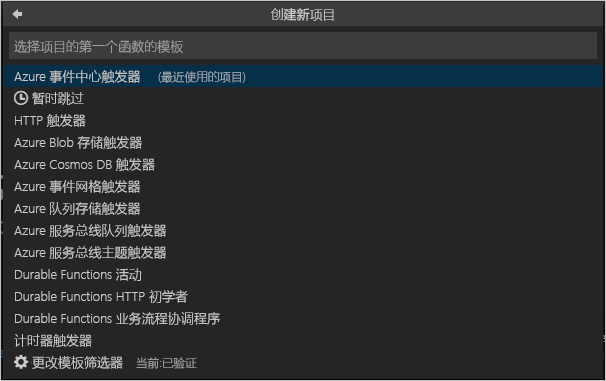 创建新项目
选择项目的第一个函数的模板
Azure 事件中心触发器 (最近使用的项目)
暂时跳过
HTTP 触发器
Azure Blob 存储触发器
Azure Cosmos DB 触发器
Azure 事件网格触发器
Azure 队列存储触发器
Azure 服务总线队列触发器
Azure 服务总线主题触发器
Durable Functions 活动
Durable Functions HTTP 初学者
Durable Functions 业务流程协调程序
计时器触发器
更改模板筛选器 当前:已验证